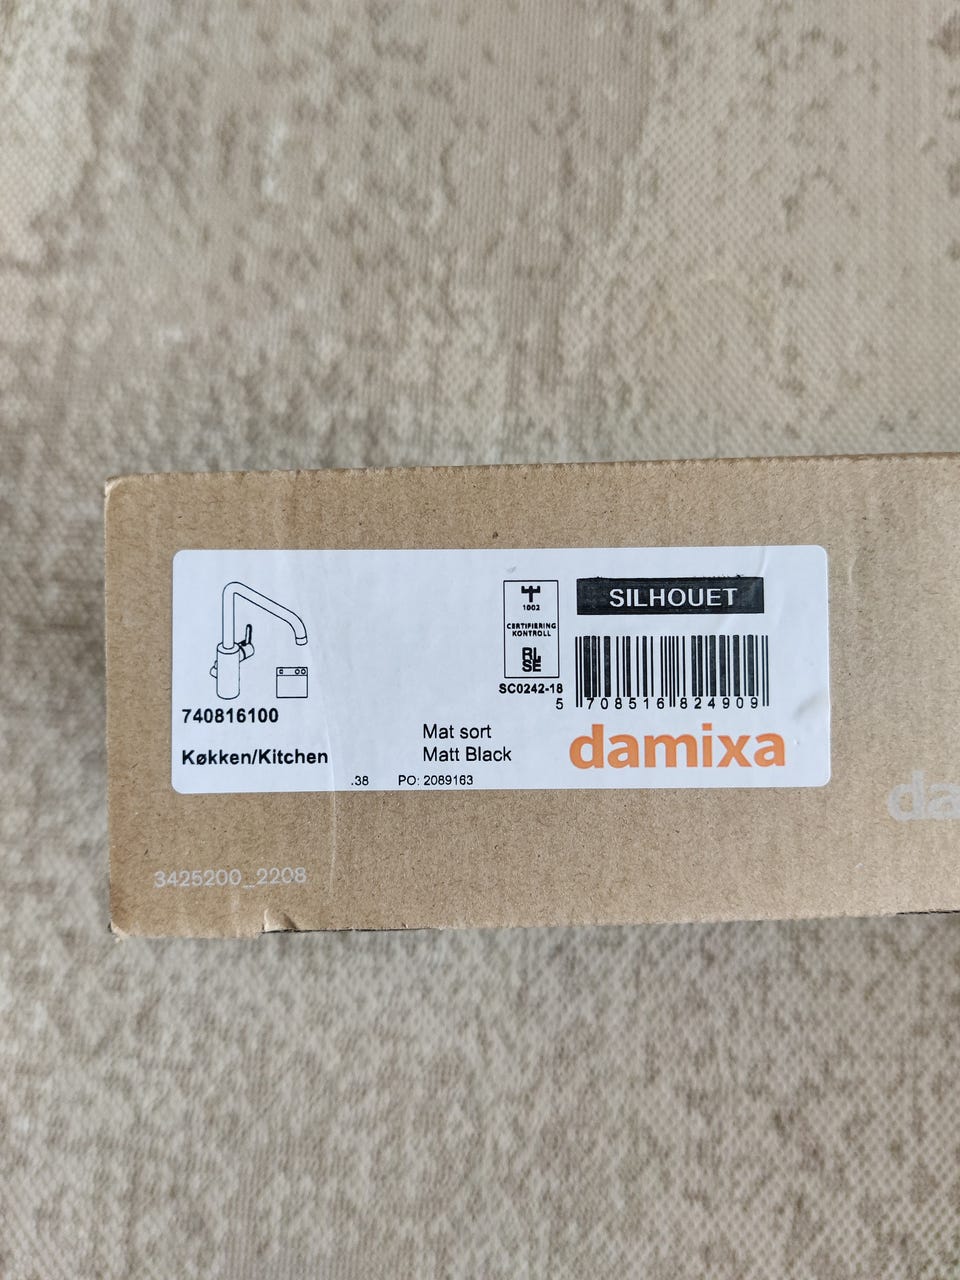 1002
CERTIFIERING
KONTROLL
RI
SE
SC0242-18
SILHOUET
5 708516 824909
740816100
Køkken/Kitchen
Mat sort
Matt Black
damixa
.38 PO: 2089163
da
3425200_2208